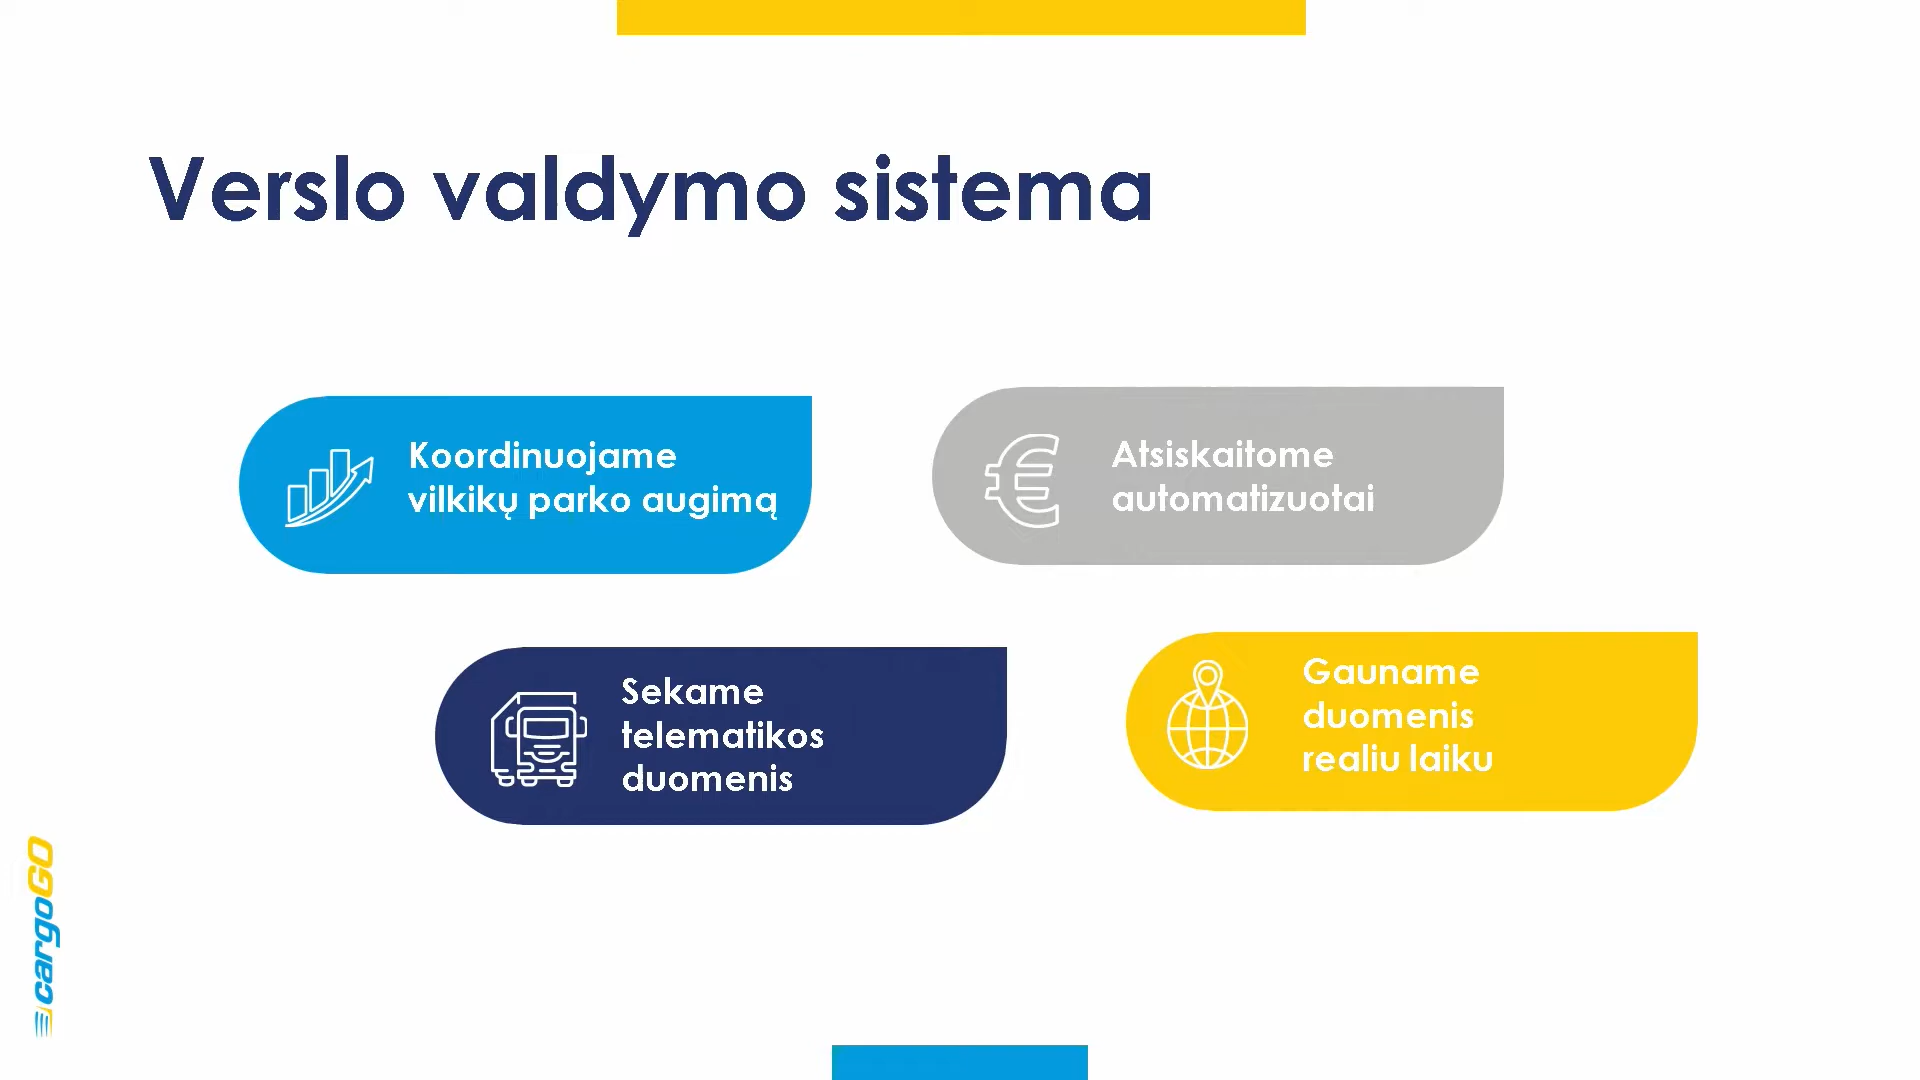 Verslo valdymo sistema
Koordinuojame
vilkikų parko augimą
Atsiskaitome
automatizuotai
Sekame
telematikos
duomenis
Gauname
duomenis
realiu laiku
cargoGO